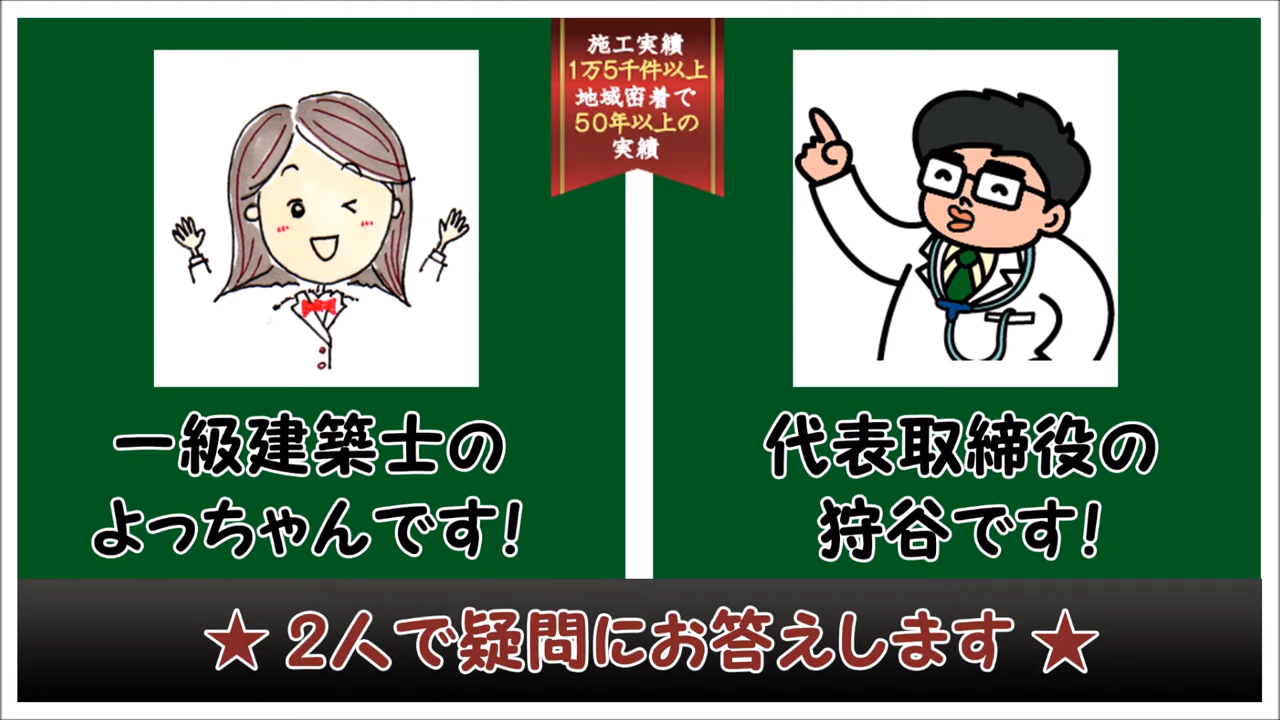 施工実績
1万5千件以上
地域密着で
50年以上の
実績
一級建築士の
よっちゃんです!
代表取締役の
狩谷です!
★ 2人で疑問にお答えします ★